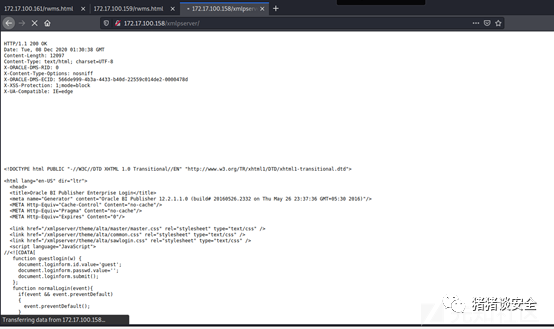 172.17.100.161/rwms.html
172.17.100.159/rwms.html
172.17.100.158/xmlpserv
172.17.100.158/xmlpserver/
HTTP/1.1 200 OK
Date: Tue, 08 Dec 2020 01:30:38 GMT
Content-Length: 12097
Content-Type: text/html; charset=UTF-8
X-ORACLE-DMS-RID: 0
X-Content-Type-Options: nosniff
X-ORACLE-DMS-ECID: 566de999-4b3a-4433-b40d-22559c014de2-0000478d
X-XSS-Protection: 1;mode=block
X-UA-Compatible: IE=edge
<!DOCTYPE html PUBLIC "-//W3C//DTD XHTML 1.0 Transitional//EN" "http://www.w3.org/TR/xhtml1/DTD/xhtml1-transitional.dtd">
<html lang="en-US" dir="ltr">
<head>
<title>Oracle BI Publisher Enterprise Login</title>
<meta name="Generator" content="Oracle BI Publisher 12.2.1.1.0 (build# 20160526.2332 on Thu May 26 23:37:36 GMT+05:30 2016)"/>
<META Http-Equiv="Cache-Control" Content="no-cache"/>
<META Http-Equiv="Pragma" Content="no-cache"/>
<META Http-Equiv="Expires" Content="0"/>
<link href="/xmlpserver/theme/alta/master/master.css" rel="stylesheet" type="text/css" />
<link href="/xmlpserver/theme/alta/common.css" rel="stylesheet" type="text/css" />
<link href="/xmlpserver/theme/alta/sawlogin.css" rel="stylesheet" type="text/css" />
<script language="JavaScript">
//<![CDATA[
function guestlogin(w) {
document.loginform.id.value='guest';
document.loginform.passwd.value='';
document.loginform.submit();
};
function normalLogin(event){
if(event && event.preventDefault)
{
event.preventDefault();
}
Transferring data from 172.17.100.158...
猪猪谈安全